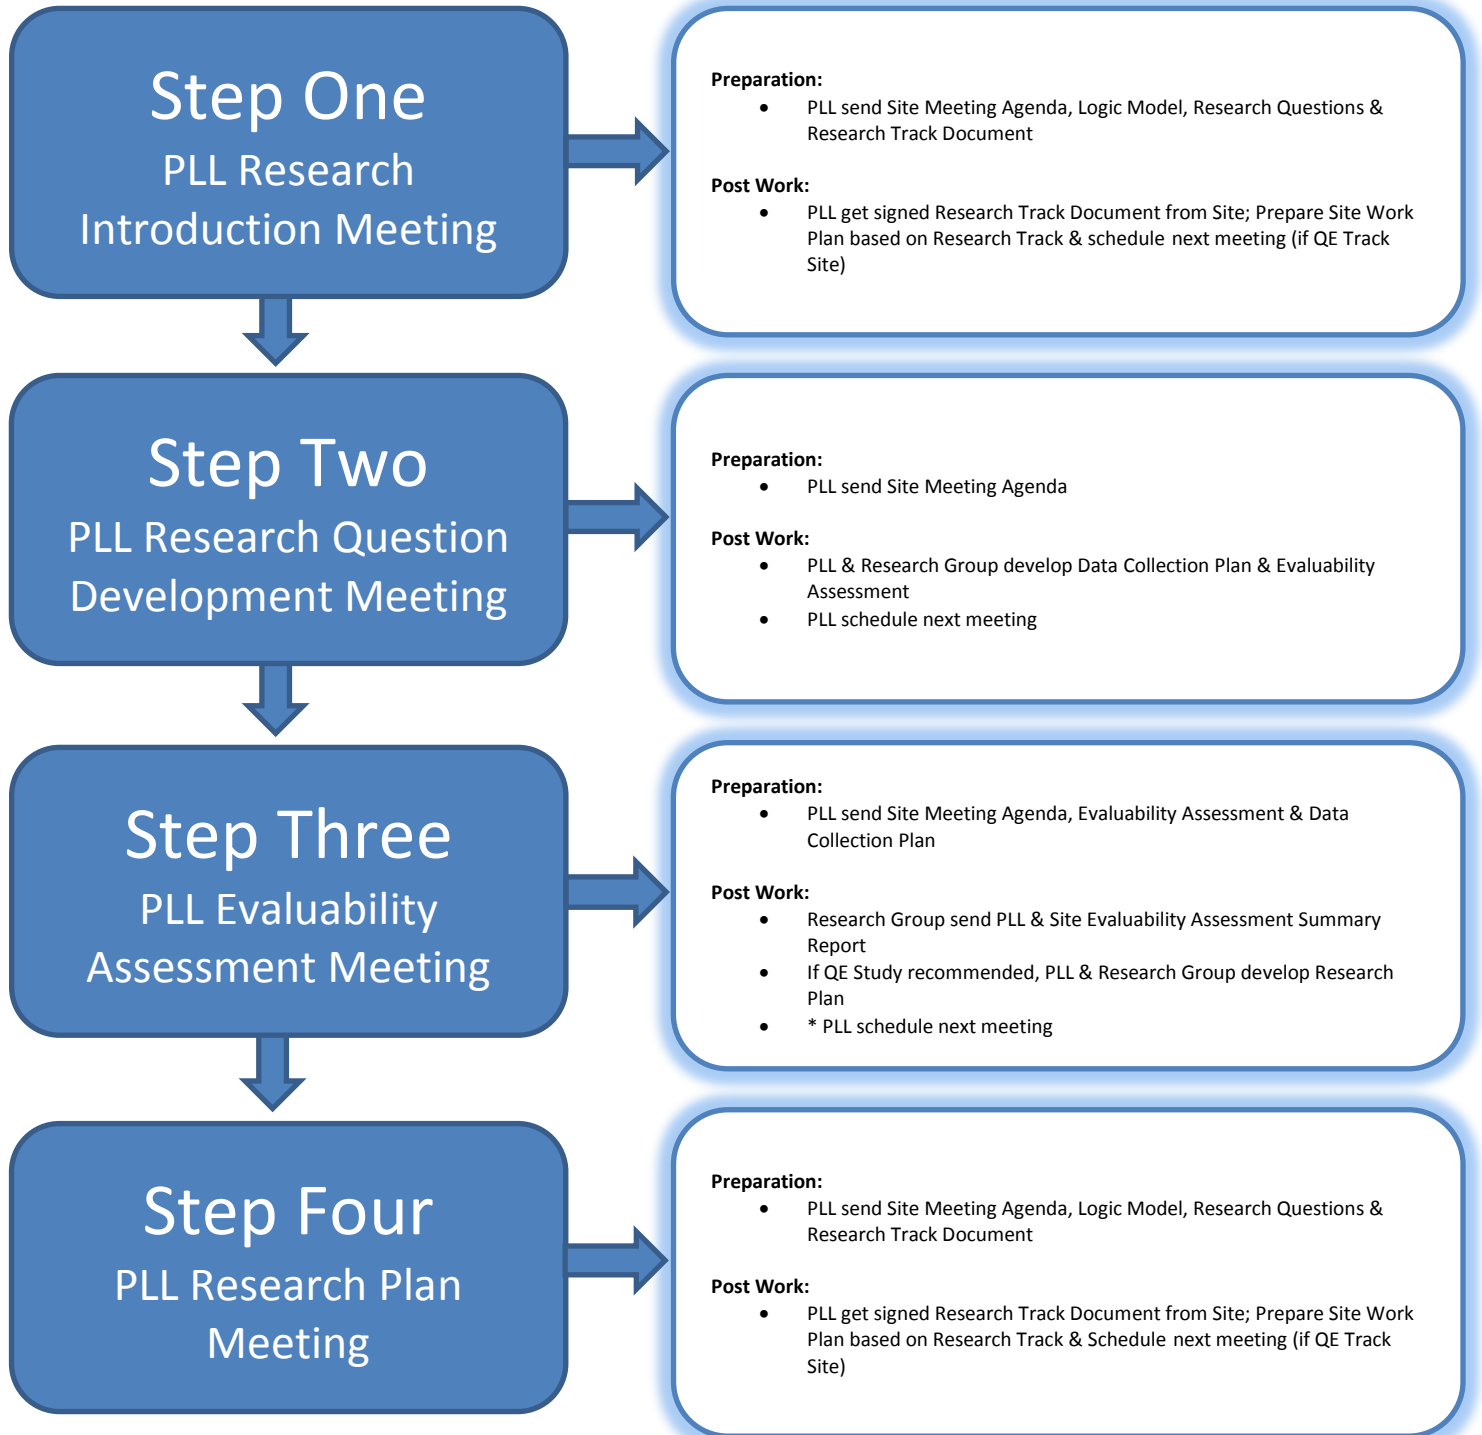 Step One
PLL Research
Introduction Meeting
Preparation:
• PLL send Site Meeting Agenda, Logic Model, Research Questions &
Research Track Document
Post Work:
• PLL get signed Research Track Document from Site; Prepare Site Work
Plan based on Research Track & schedule next meeting (if QE Track
Site)
Step Two
PLL Research Question
Development Meeting
Preparation:
• PLL send Site Meeting Agenda
Post Work:
• PLL & Research Group develop Data Collection Plan & Evaluability
Assessment
• PLL schedule next meeting
Step Three
PLL Evaluability
Assessment Meeting
Preparation:
• PLL send Site Meeting Agenda, Evaluability Assessment & Data
Collection Plan
Post Work:
• Research Group send PLL & Site Evaluability Assessment Summary
Report
• If QE Study recommended, PLL & Research Group develop Research
Plan
• * PLL schedule next meeting
Step Four
PLL Research Plan
Meeting
Preparation:
• PLL send Site Meeting Agenda, Logic Model, Research Questions &
Research Track Document
Post Work:
• PLL get signed Research Track Document from Site; Prepare Site Work
Plan based on Research Track & Schedule next meeting (if QE Track
Site)